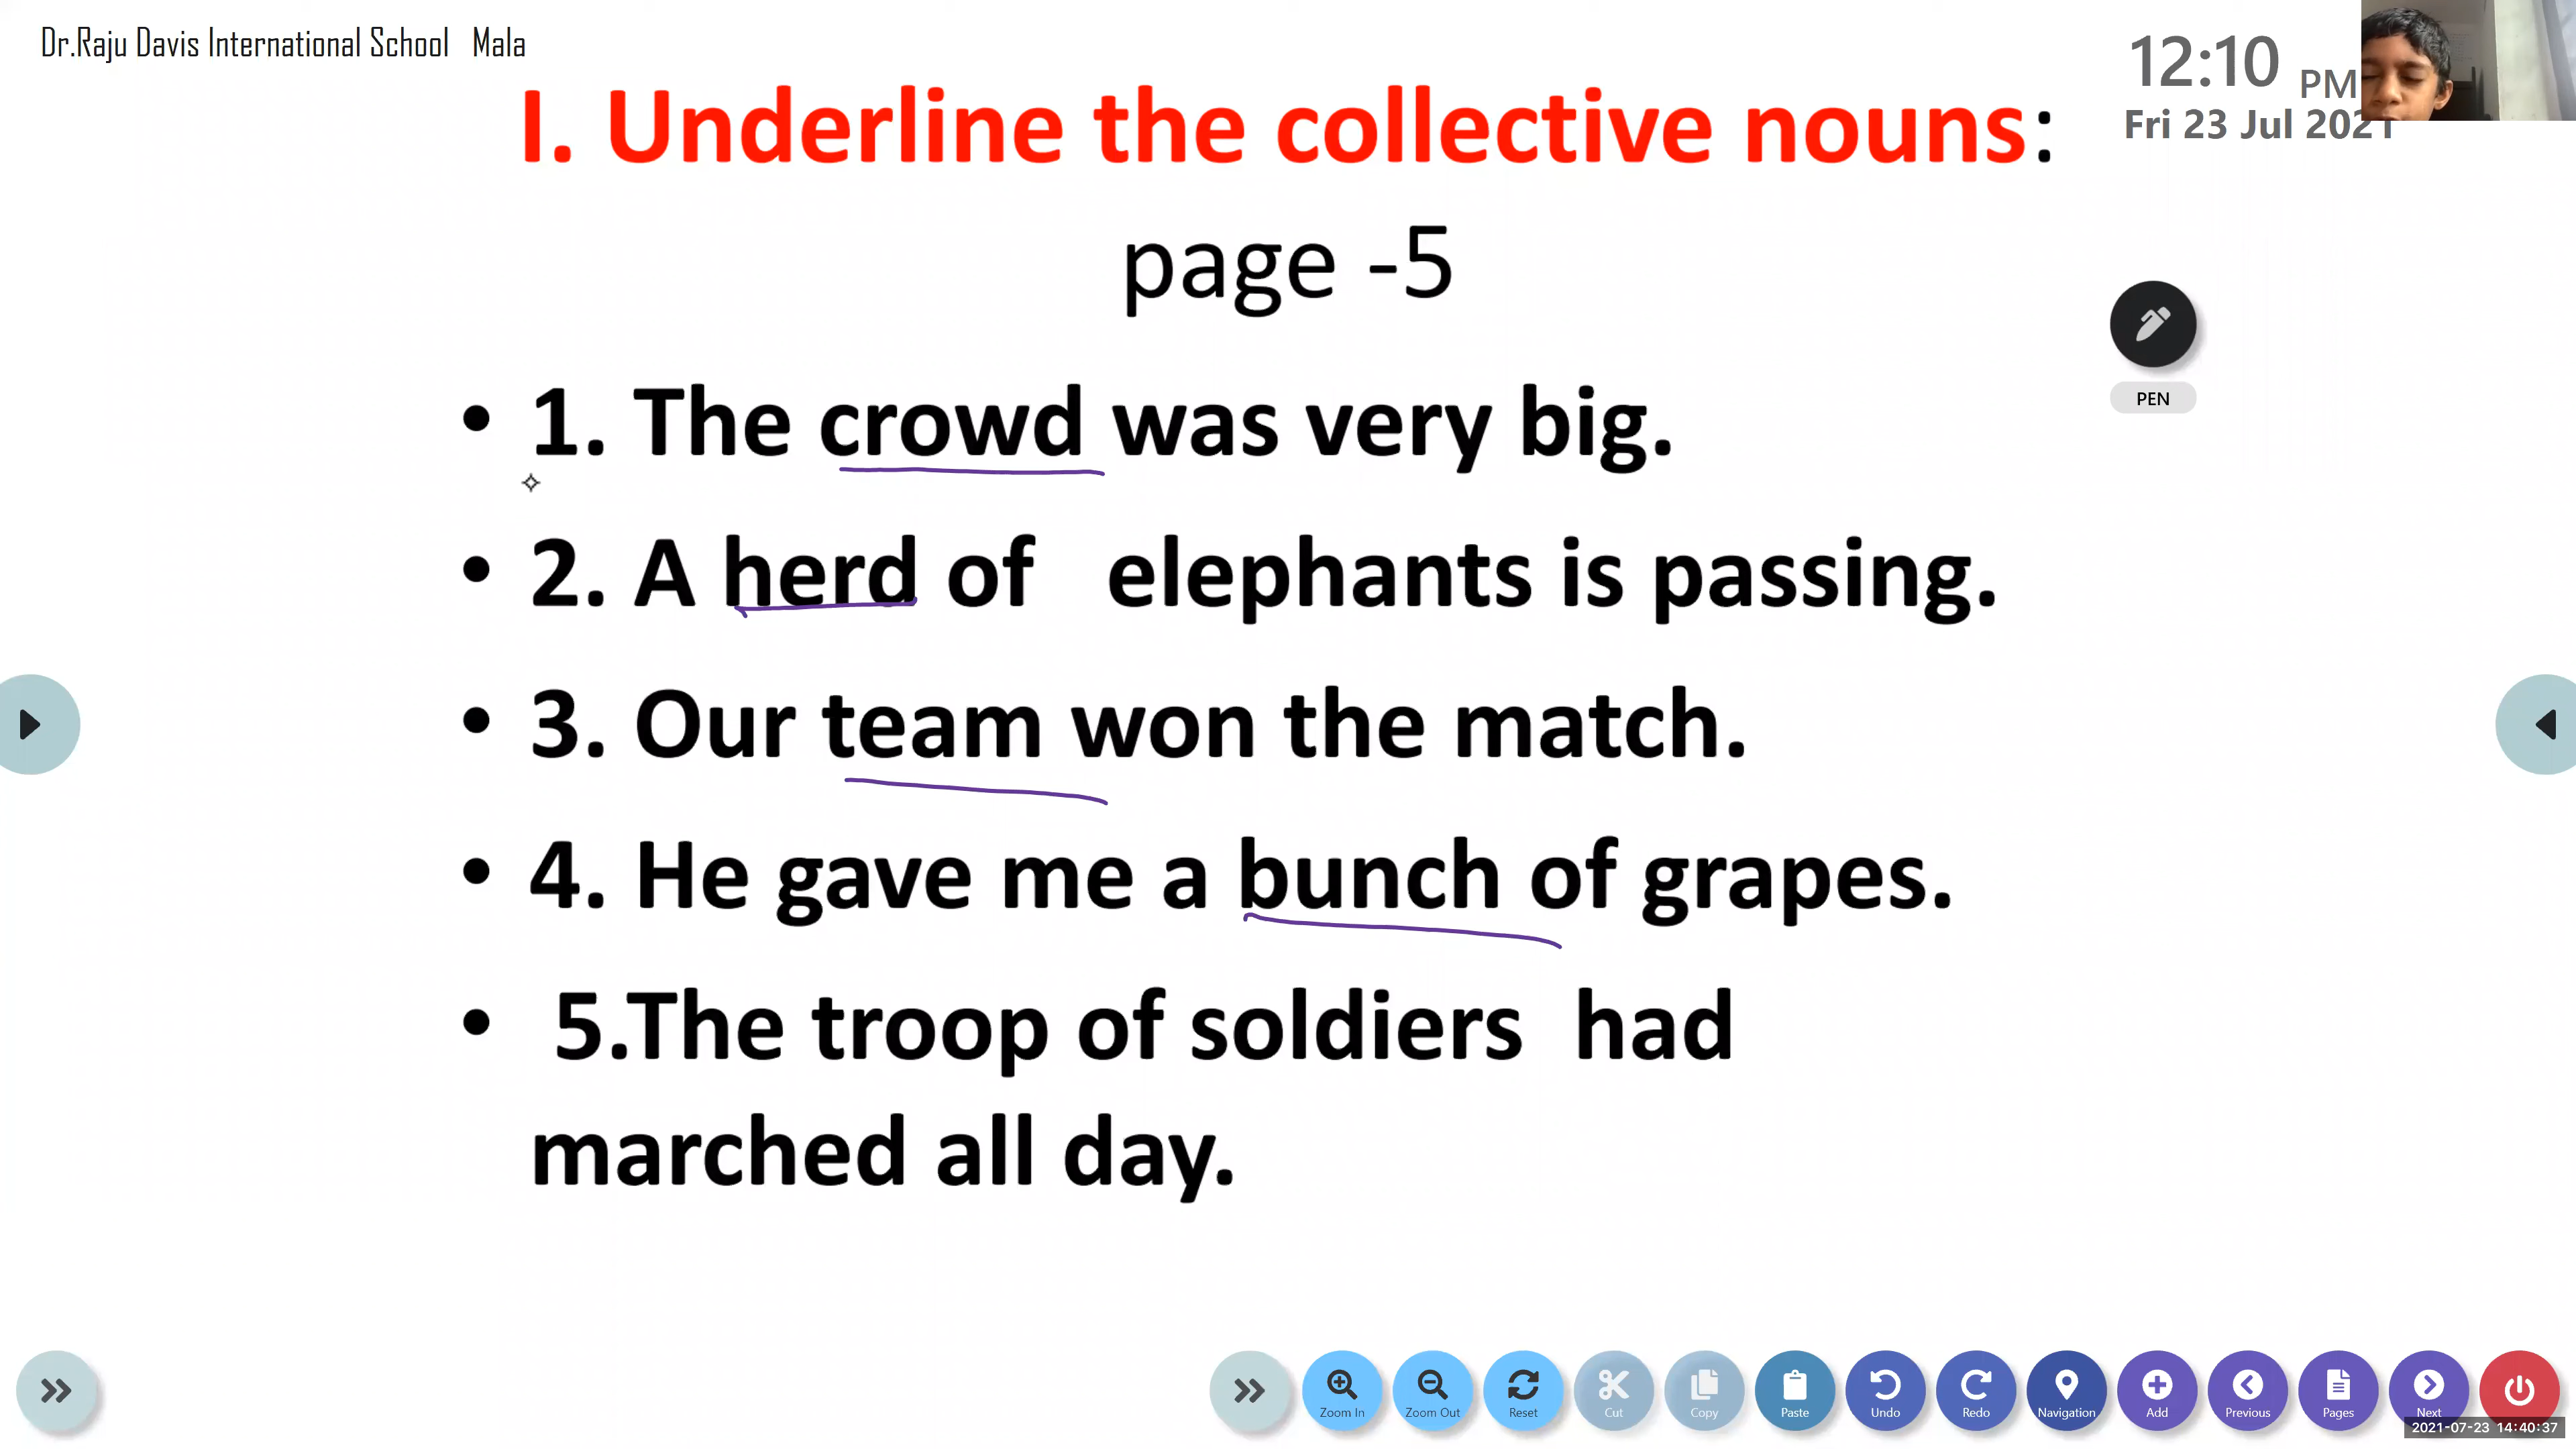 Dr.Raju Davis International School Mala
12:10 PM
Fri 23 Jul 2021
I. Underline the collective nouns:
page -5
PEN
• 1. The crowd was very big.
• 2. A herd of elephants is passing.
• 3. Our team won the match.
• 4. He gave me a bunch of grapes.
• 5.The troop of soldiers had
marched all day.
Zoom In
Zoom Out
Reset
Cut
Copy
Paste
Undo
Redo
Navigation
Add
Previous
Pages
Next
2021-07-23 14:40:37